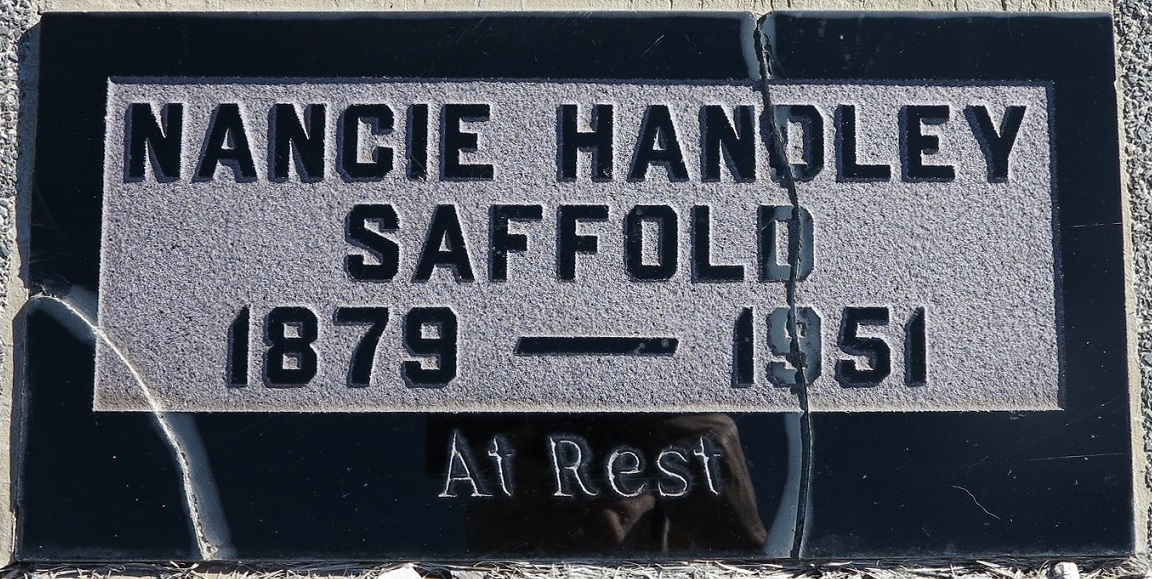 NANCIE HANDLEY
SAFFOLD
1879 — 1951
At Rest